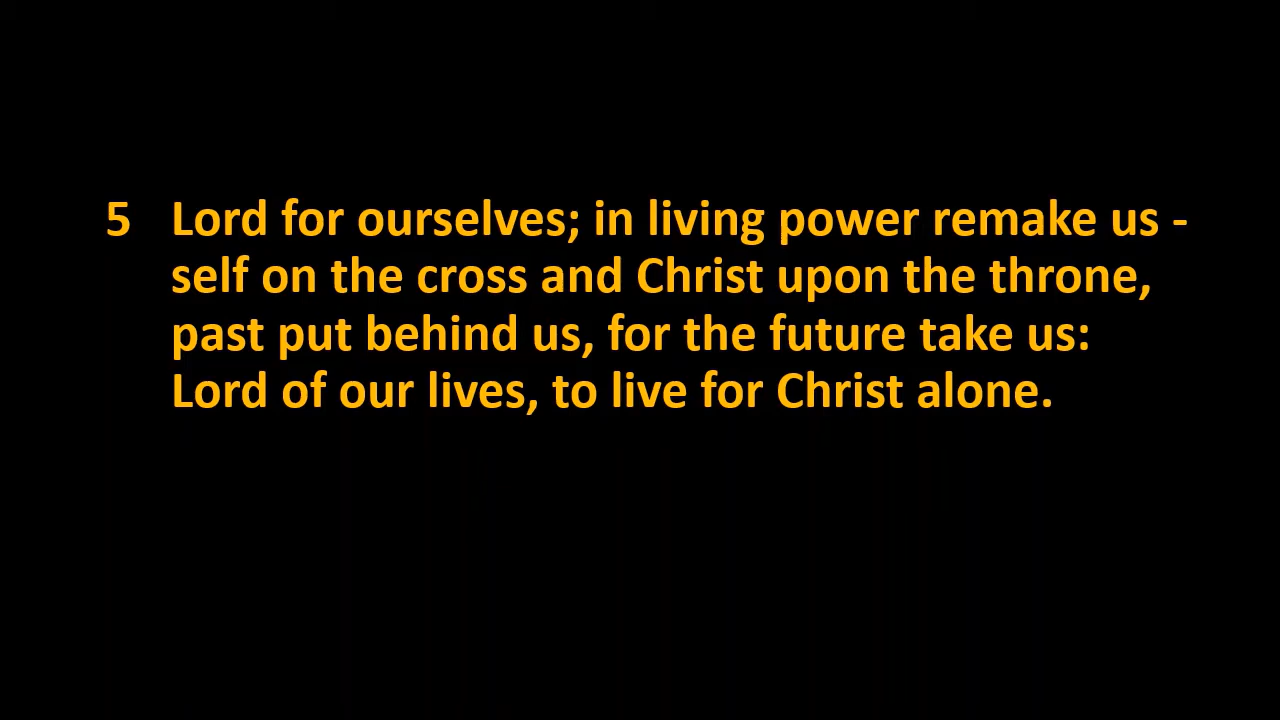 5 Lord for ourselves; in living power remake us -
self on the cross and Christ upon the throne,
past put behind us, for the future take us:
Lord of our lives, to live for Christ alone.